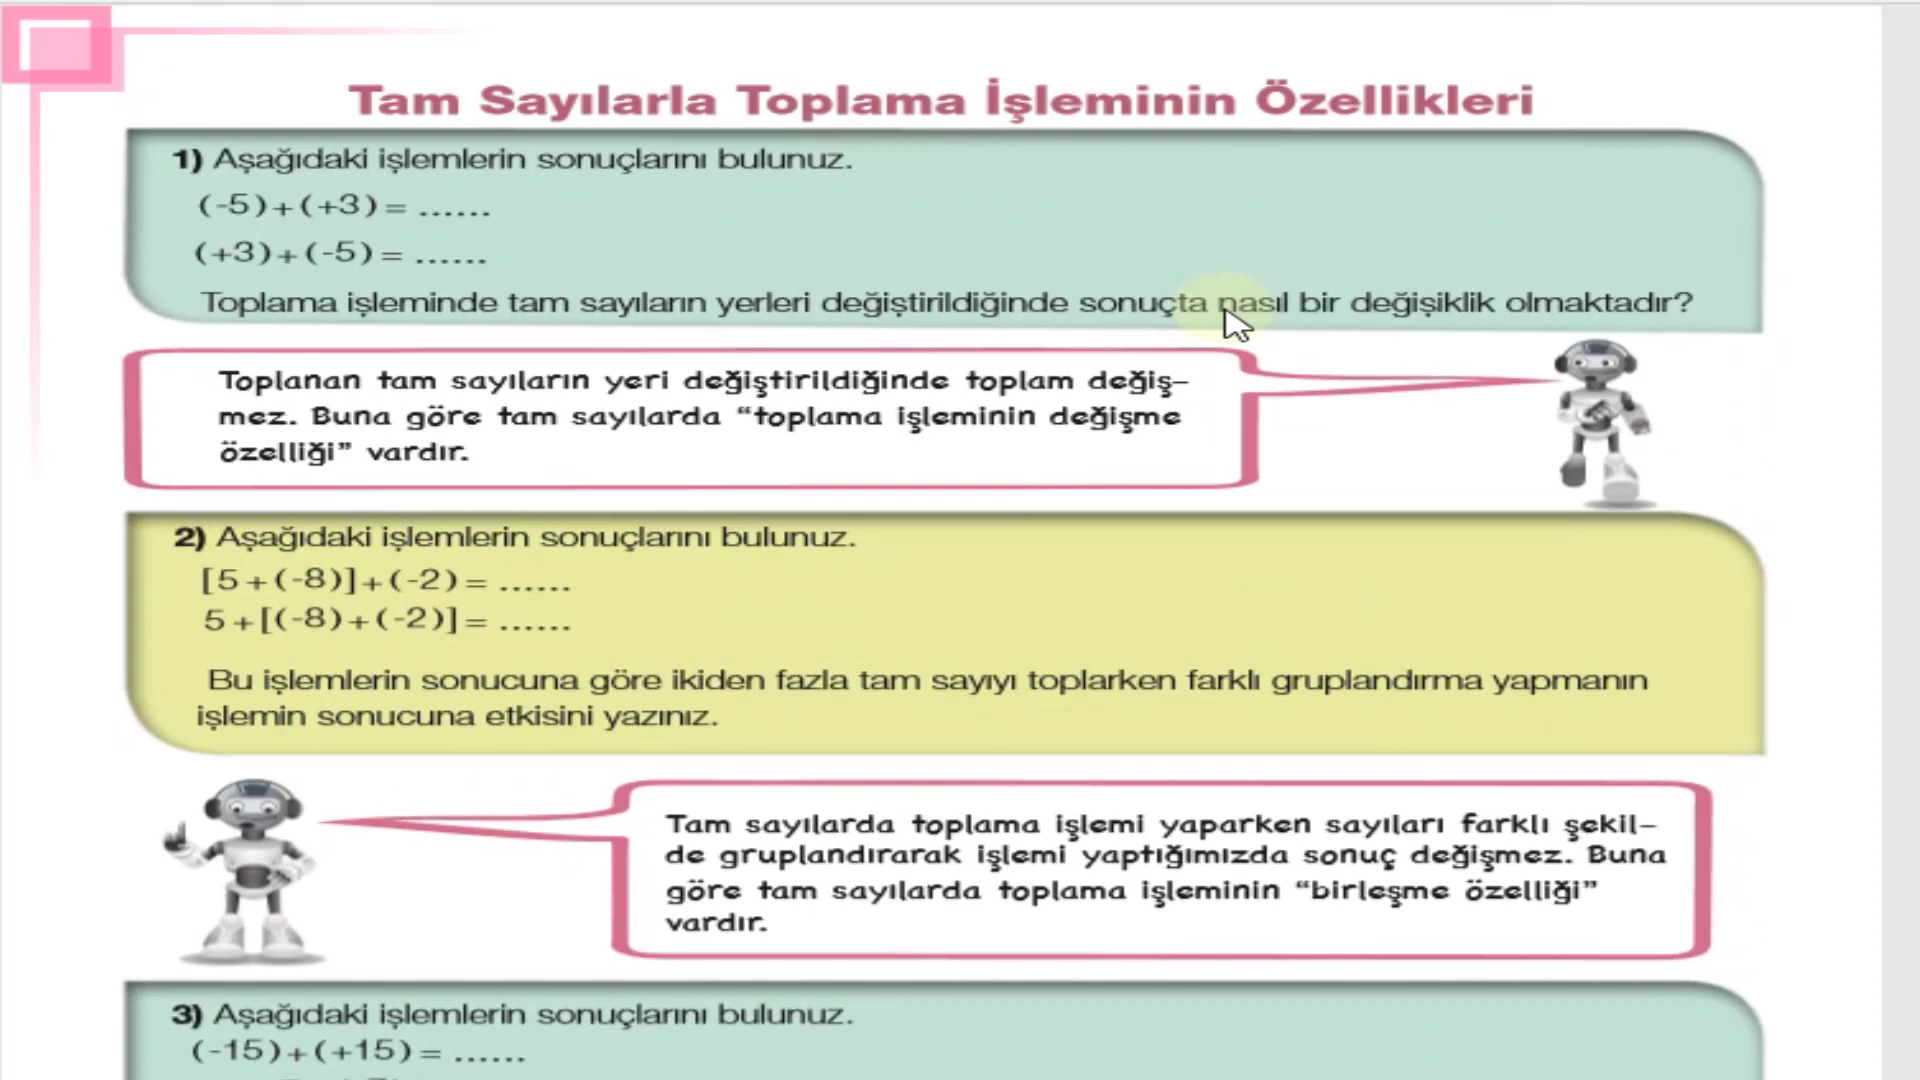 Tam Sayılarla Toplama İşleminin Özellikleri
1) Aşağıdaki işlemlerin sonuçlarını bulunuz.
(-5)+(+3)= ......
(+3)+(-5)= ......
Toplama işleminde tam sayıların yerleri değiştirildiğinde sonuçta nasıl bir değişiklik olmaktadır?
Toplanan tam sayıların yeri değiştirildiğinde toplam değiş-
mez. Buna göre tam sayılarda “toplama işleminin değişme
özelliği” vardır.
2) Aşağıdaki işlemlerin sonuçlarını bulunuz.
[5+(-8)]+(-2)= ......
5+[(-8)+(-2)]= ......
Bu işlemlerin sonucuna göre ikiden fazla tam sayıyı toplarken farklı gruplandırma yapmanın
işlemin sonucuna etkisini yazınız.
Tam sayılarda toplama işlemi yaparken sayıları farklı şekil-
de gruplandırarak işlemi yaptığımızda sonuç değişmez. Buna
göre tam sayılarda toplama işleminin “birleşme özelliği”
vardır.
3) Aşağıdaki işlemlerin sonuçlarını bulunuz.
(-15)+(+15)= ......